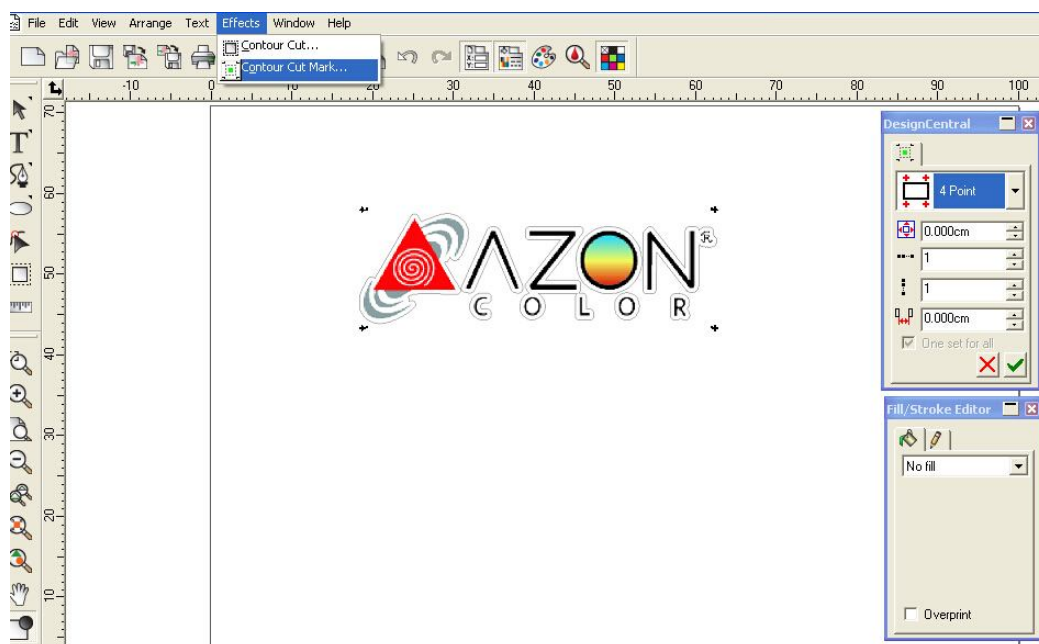 File Edit View Arrange Text Effects Window Help
Contour Cut...
Contour Cut Mark...
-10 0 10 20 30 40 50 60 70 80 90 100
70
60
50
40
30
20
10
DesignCentral
4 Point
0.000cm
1
1
0.000cm
One set for all
AZON®
COLOR
Fill/Stroke Editor
No fill
Overprint